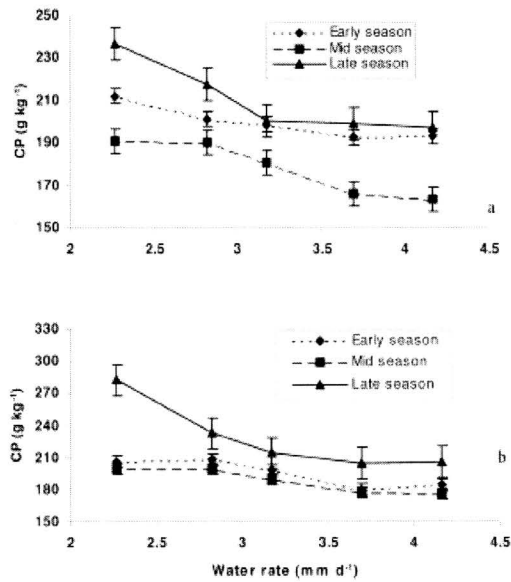 250
230
210
190
170
150
CP (g kg-1)
Early season
Mid season
Late season
a
2 2.5 3 3.5 4 4.5
330
300
270
240
210
180
150
CP (g kg-1)
Early season
Mid season
Late season
b
2 2.5 3 3.5 4 4.5
Water rate (mm d-1)